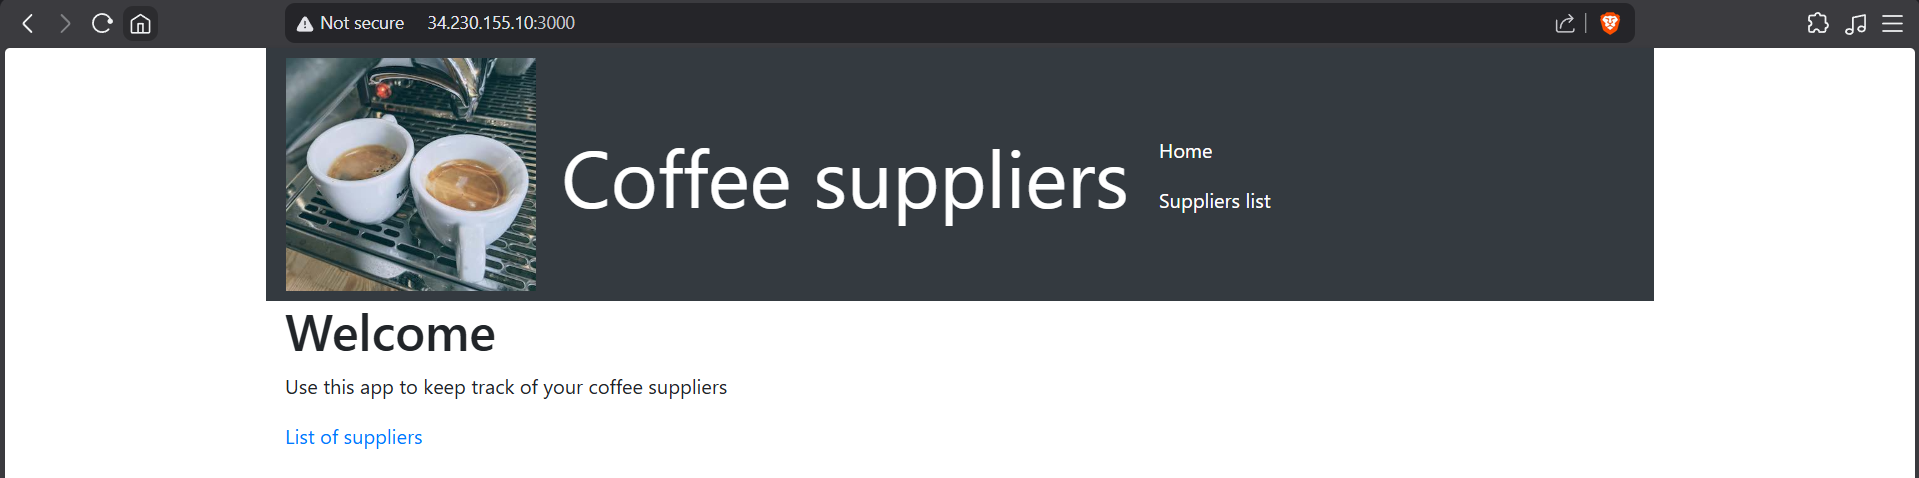 Not secure 34.230.155.10:3000
Coffee suppliers
Home
Suppliers list
Welcome
Use this app to keep track of your coffee suppliers
List of suppliers